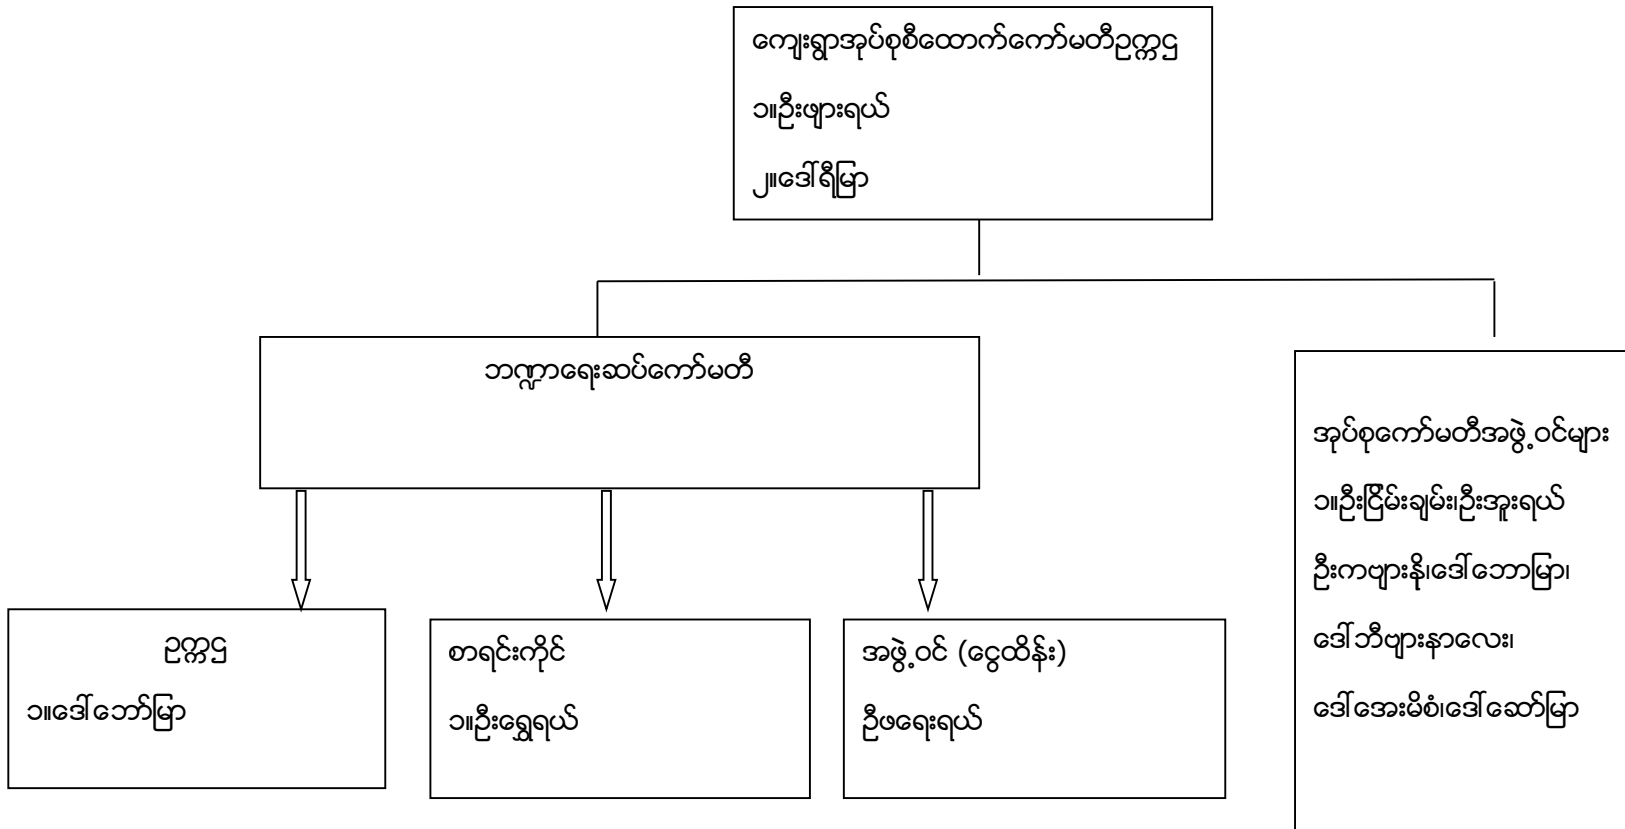 ကျေးရွာအုပ်စုစီထောက်ကော်မတီဥက္ကဌ
၁။ဦးဖျားရယ်
၂။ဒေါ်ရီမြာ
ဘဏ္ဍာရေးဆပ်ကော်မတီ
ဥက္ကဌ
၁။ဒေါ်ဘော်မြာ
စာရင်းကိုင်
၁။ဦးရွှေရယ်
အဖွဲ့ဝင် (ငွေထိန်း)
ဦဖရေးရယ်
အုပ်စုကော်မတီအဖွဲ့ဝင်များ
၁။ဦးငြိမ်းချမ်း၊ဦးအူးရယ်
ဦးကဗျားနို၊ဒေါ်ဘောမြာ၊
ဒေါ်ဘီဗျားနာလေး၊
ဒေါ်အေးမိစံ၊ဒေါ်ဆော်မြာ